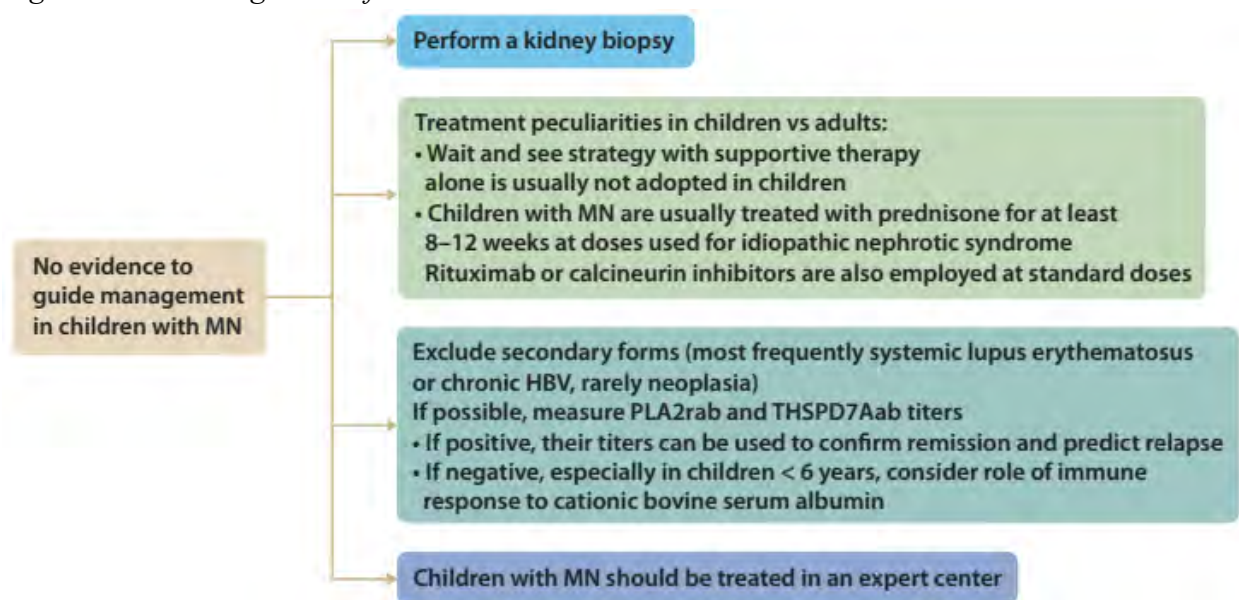 No evidence to
guide management
in children with MN
Perform a kidney biopsy
Treatment peculiarities in children vs adults:
• Wait and see strategy with supportive therapy
alone is usually not adopted in children
• Children with MN are usually treated with prednisone for at least
8–12 weeks at doses used for idiopathic nephrotic syndrome
Rituximab or calcineurin inhibitors are also employed at standard doses
Exclude secondary forms (most frequently systemic lupus erythematosus
or chronic HBV, rarely neoplasia)
If possible, measure PLA2rab and THSPD7Aab titers
• If positive, their titers can be used to confirm remission and predict relapse
• If negative, especially in children < 6 years, consider role of immune
response to cationic bovine serum albumin
Children with MN should be treated in an expert center